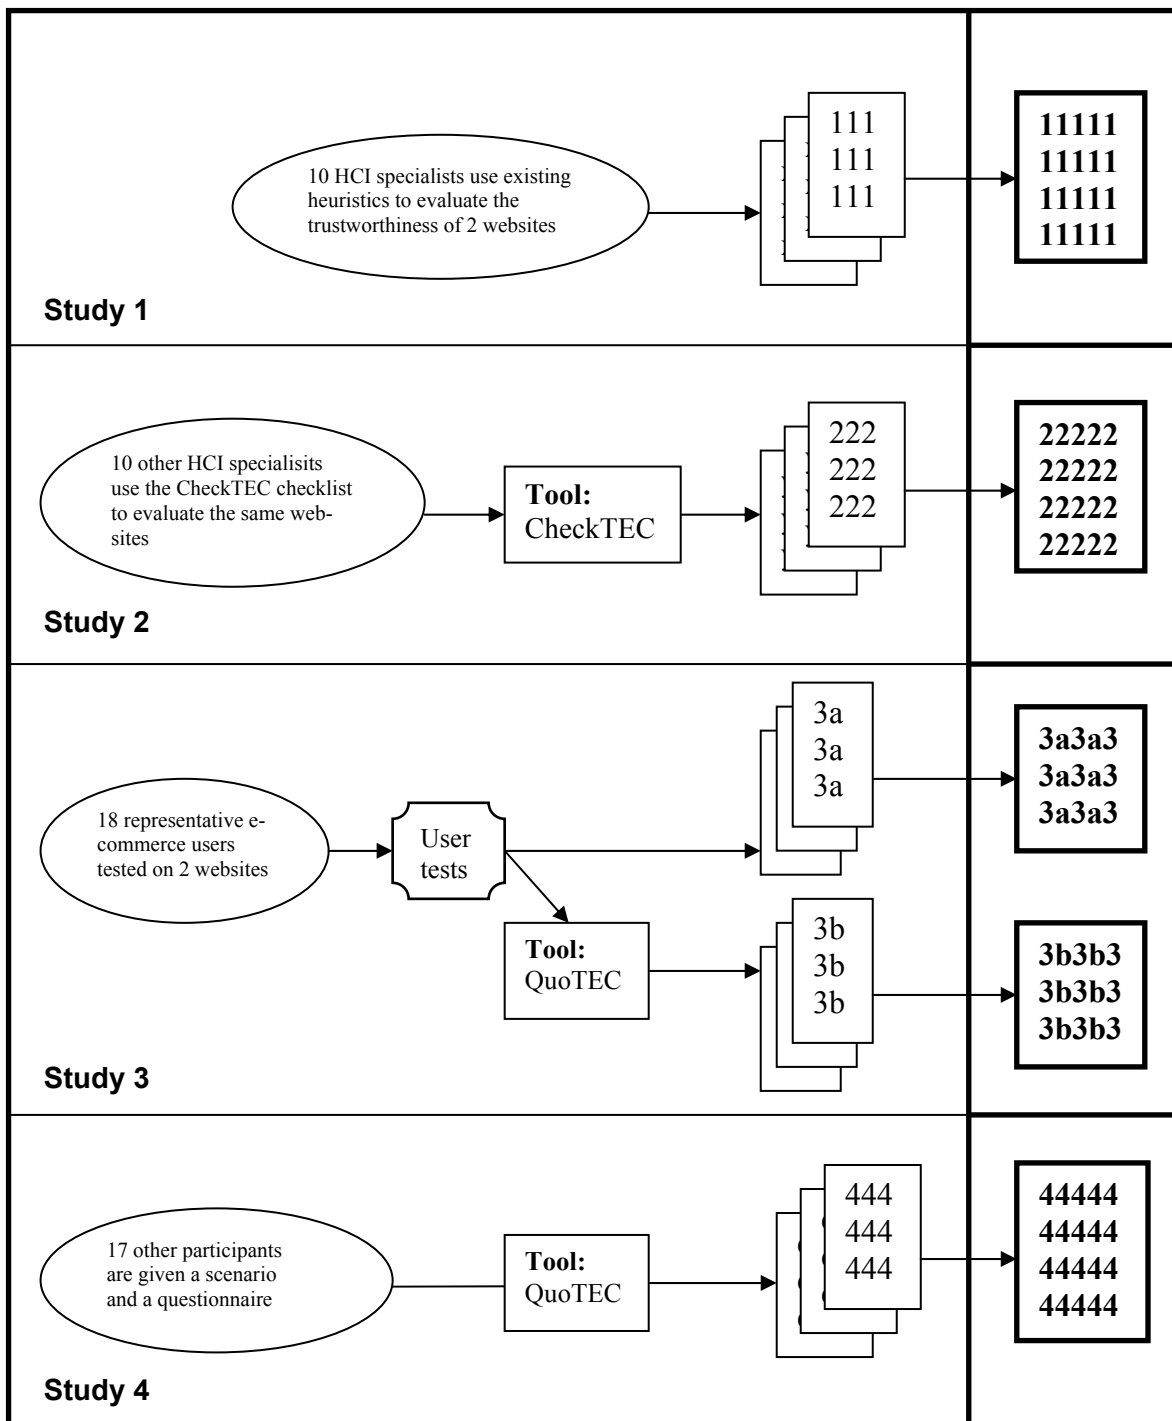 10 HCI specialists use existing
heuristics to evaluate the
trustworthiness of 2 websites
111
111
111
11111
11111
11111
11111
Study 1
10 other HCI specialisits
use the CheckTEC checklist
to evaluate the same web-
sites
Tool:
CheckTEC
222
222
222
22222
22222
22222
22222
Study 2
18 representative e-
commerce users
tested on 2 websites
User
tests
3a
3a
3a
3a3a3
3a3a3
3a3a3
Tool:
QuoTEC
3b
3b
3b
3b3b3
3b3b3
3b3b3
Study 3
17 other participants
are given a scenario
and a questionnaire
Tool:
QuoTEC
444
444
444
44444
44444
44444
44444
Study 4